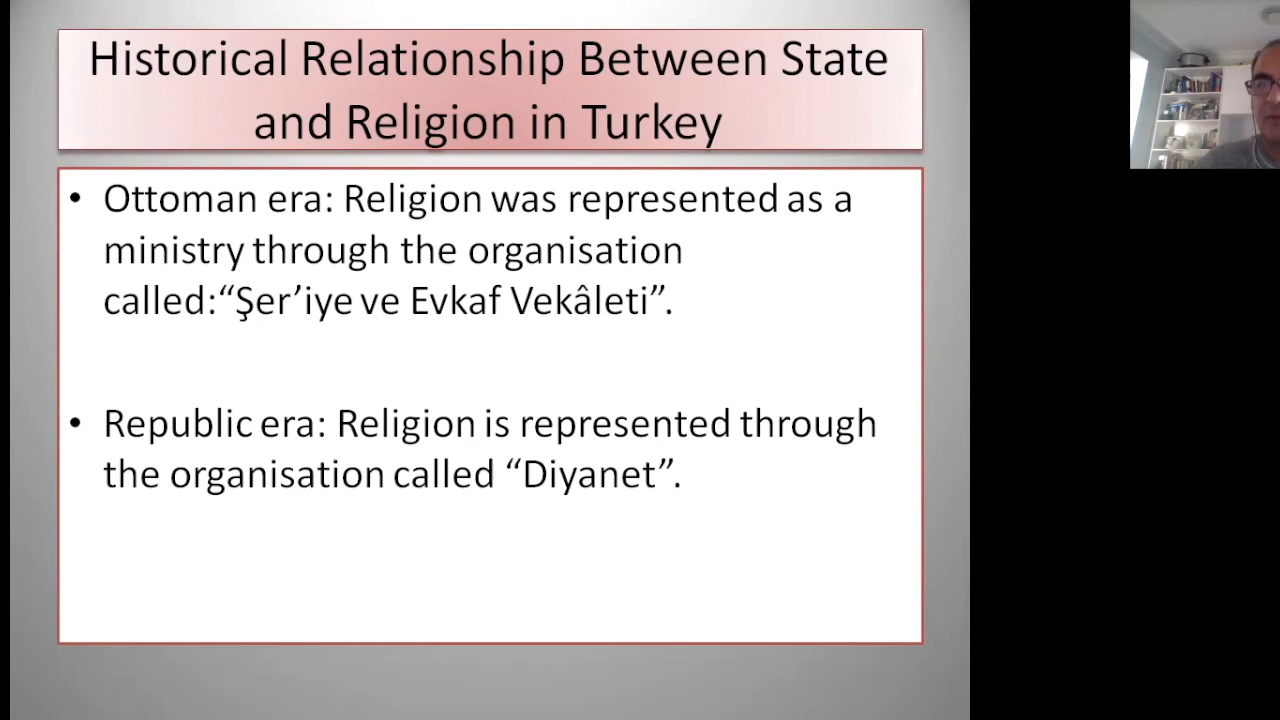 Historical Relationship Between State
and Religion in Turkey
• Ottoman era: Religion was represented as a
ministry through the organisation
called:“Şer’iye ve Evkaf Vekâleti”.
• Republic era: Religion is represented through
the organisation called “Diyanet”.